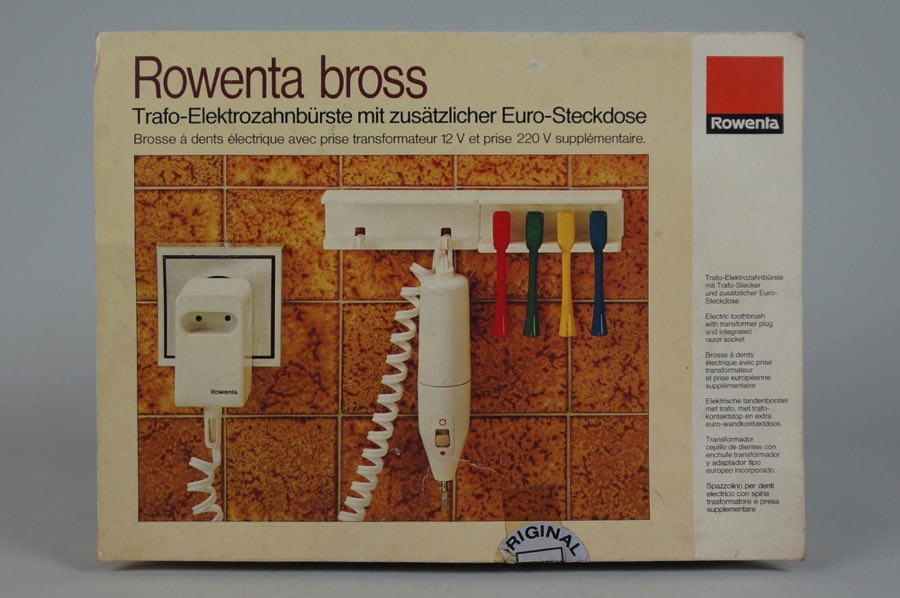 Rowenta bross
Trafo-Elektrozahnbürste mit zusätzlicher Euro-Steckdose
Brosse à dents électrique avec prise transformateur 12 V et prise 220 V supplémentaire.
Rowenta
Rowenta
Trafo-Elektrozahnbürste
mit Trafo-Stecker
und zusätzlicher Euro-
Steckdose
Electric toothbrush
with transformer plug
and integrated
razor socket
Brosse à dents
électrique avec prise
transformateur
et prise européenne
supplémentaire
Elektrische tandenborstel
met trafo, met trafo-
kontaktstop en extra
euro-wandkontaktdoos
Transformador
cepillo de dientes con
enchufe transformador
y adaptador tipo
europeo incorporado
Spazzolino per denti
elettrico con spina
trasformatore e presa
supplementare
RIGINAL